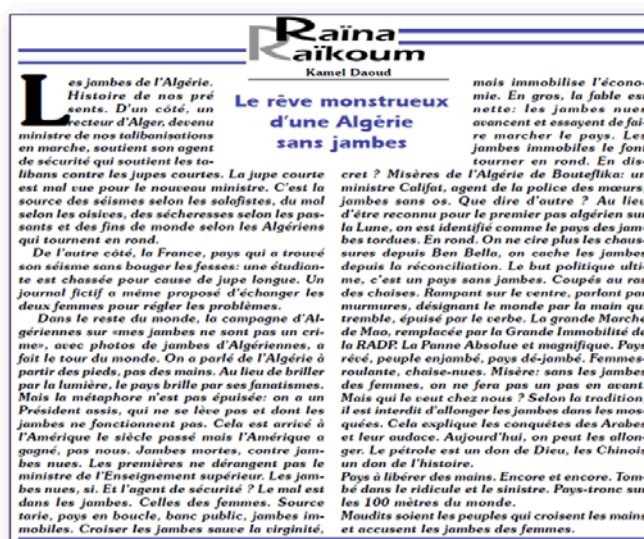 Raïna
Raïkoum
Kamel Daoud
Le rêve monstrueux
d'une Algérie
sans jambes
Les jambes de l'Algérie.
Histoire de nos pré
sents. D'un côté, un
recteur d'Alger, devenu
ministre de nos talibanisations
en marche, soutient son agent
de sécurité qui soutient les ta-
libans contre les jupes courtes. La jupe courte
est mal vue pour le nouveau ministre. C'est la
source des séismes selon les salafistes, du mal
selon les oisives, des sécheresses selon les pas-
sants et des fins de monde selon les Algériens
qui tournent en rond.
De l'autre côté, la France, pays qui a trouvé
son séisme sans bouger les fesses: une étudian-
te est chassée pour cause de jupe longue. Un
journal fictif a même proposé d'échanger les
deux femmes pour régler les problèmes.
Dans le reste du monde, la campagne d'Al-
gériennes sur «mes jambes ne sont pas un cri-
me», avec photos de jambes d'Algériennes, a
fait le tour du monde. On a parlé de l'Algérie à
partir des pieds, pas des mains. Au lieu de briller
par la lumière, le pays brille par ses fanatismes.
Mais la métaphore n'est pas épuisée: on a un
Président assis, qui ne se lève pas et dont les
jambes ne fonctionnent pas. Cela est arrivé à
l'Amérique le siècle passé mais l'Amérique a
gagné, pas nous. Jambes mortes, contre jam-
bes nues. Les premières ne dérangent pas le
ministre de l'Enseignement supérieur. Les jam-
bes nues, si. Et l'agent de sécurité ? Le mal est
dans les jambes. Celles des femmes. Source
tarie, pays en boucle, banc public, jambes im-
mobiles. Croiser les jambes sauve la virginité,
mais immobilise l'écono-
mie. En gros, la fable est
nette: les jambes nues
avancent et essayent de fai-
re marcher le pays. Les
jambes immobiles le font
tourner en rond. En dis-
cret ? Misères de l'Algérie de Bouteflika: un
ministre Califat, agent de la police des mœurs,
jambes sans os. Que dire d'autre ? Au lieu
d'être reconnu pour le premier pas algérien sur
la Lune, on est identifié comme le pays des jam-
bes tordues. En rond. On ne cire plus les chaus-
sures depuis Ben Bella, on cache les jambes
depuis la réconciliation. Le but politique ulti-
me, c'est un pays sans jambes. Coupés au ras
des chaises. Rampant sur le ventre, parlant par
murmures, désignant le monde par la main qui
tremble, épuisé par le verbe. La grande Marche
de Mao, remplacée par la Grande Immobilité de
la RADP. La Panne Absolue et magnifique. Pays
rêvé, peuple enjambé, pays dé-jambé. Femmes-
roulante, chaise-nues. Misère: sans les jambes
des femmes, on ne fera pas un pas en avant.
Mais qui le veut chez nous ? Selon la tradition,
il est interdit d'allonger les jambes dans les mos-
quées. Cela explique les conquêtes des Arabes
et leur audace. Aujourd'hui, on peut les allon-
ger. Le pétrole est un don de Dieu, les Chinois
un don de l'histoire.
Pays à libérer des mains. Encore et encore. Tom-
bé dans le ridicule et le sinistre. Pays-tronc sur
les 100 mètres du monde.
Maudits soient les peuples qui croisent les mains
et accusent les jambes des femmes.